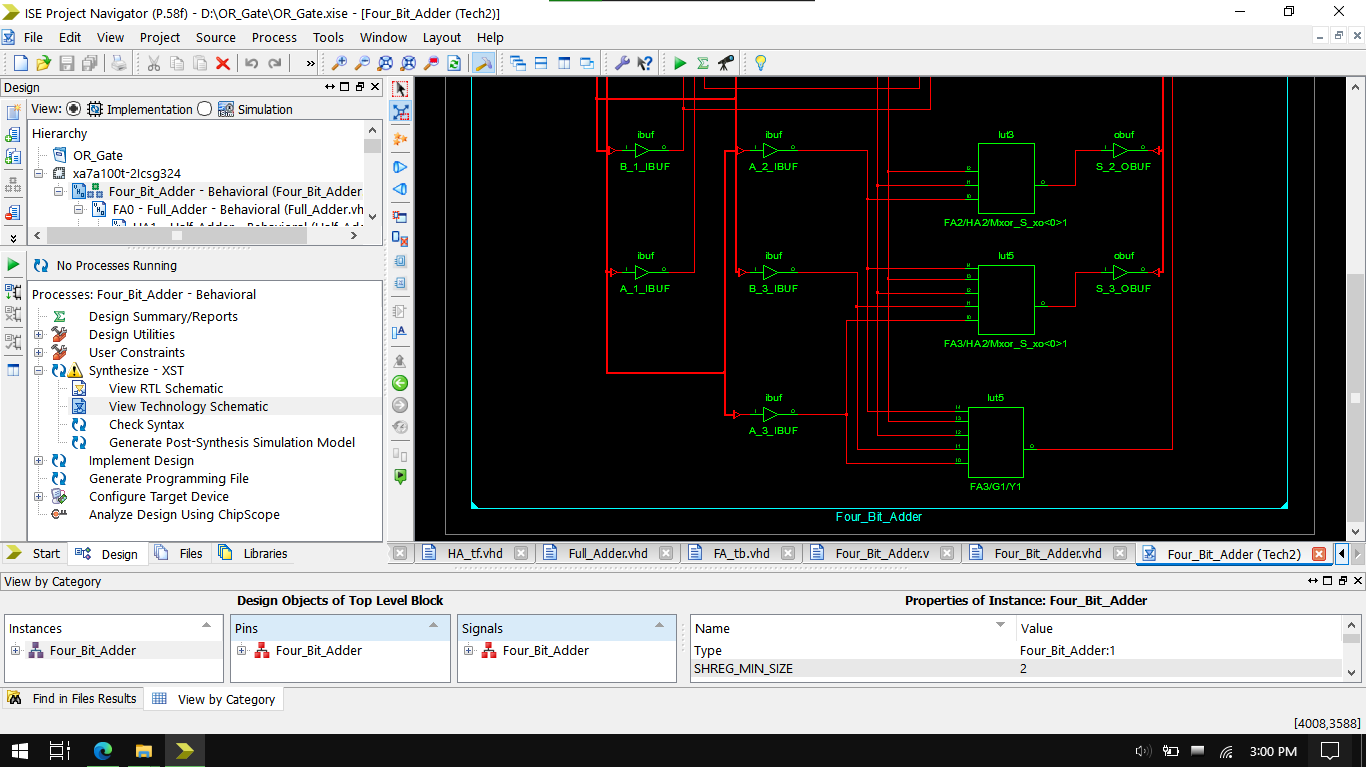 ISE Project Navigator (P.58f) - D:\OR_Gate\OR_Gate.xise - [Four_Bit_Adder (Tech2)]
File Edit View Project Source Process Tools Window Layout Help
Design
View: Implementation Simulation
Hierarchy
OR_Gate
xa7a100t-2lcsg324
Four_Bit_Adder - Behavioral (Four_Bit_Adder
FA0 - Full_Adder - Behavioral (Full_Adder.vh
No Processes Running
Processes: Four_Bit_Adder - Behavioral
Design Summary/Reports
Design Utilities
User Constraints
Synthesize - XST
View RTL Schematic
View Technology Schematic
Check Syntax
Generate Post-Synthesis Simulation Model
Implement Design
Generate Programming File
Configure Target Device
Analyze Design Using ChipScope
Start Design Files Libraries
ibuf ibuf lut3 obuf
B_1_IBUF A_2_IBUF S_2_OBUF
FA2/HA2/Mxor_S_xo<0>1
ibuf ibuf lut5 obuf
A_1_IBUF B_3_IBUF S_3_OBUF
FA3/HA2/Mxor_S_xo<0>1
ibuf lut5
A_3_IBUF
FA3/G1/Y1
Four_Bit_Adder
HA_tf.vhd Full_Adder.vhd FA_tb.vhd Four_Bit_Adder.v Four_Bit_Adder.vhd Four_Bit_Adder (Tech2)
View by Category
Design Objects of Top Level Block
Properties of Instance: Four_Bit_Adder
Instances Pins Signals Name Value
Four_Bit_Adder Four_Bit_Adder Four_Bit_Adder Type Four_Bit_Adder:1
SHREG_MIN_SIZE 2
Find in Files Results View by Category
[4008,3588]
3:00 PM